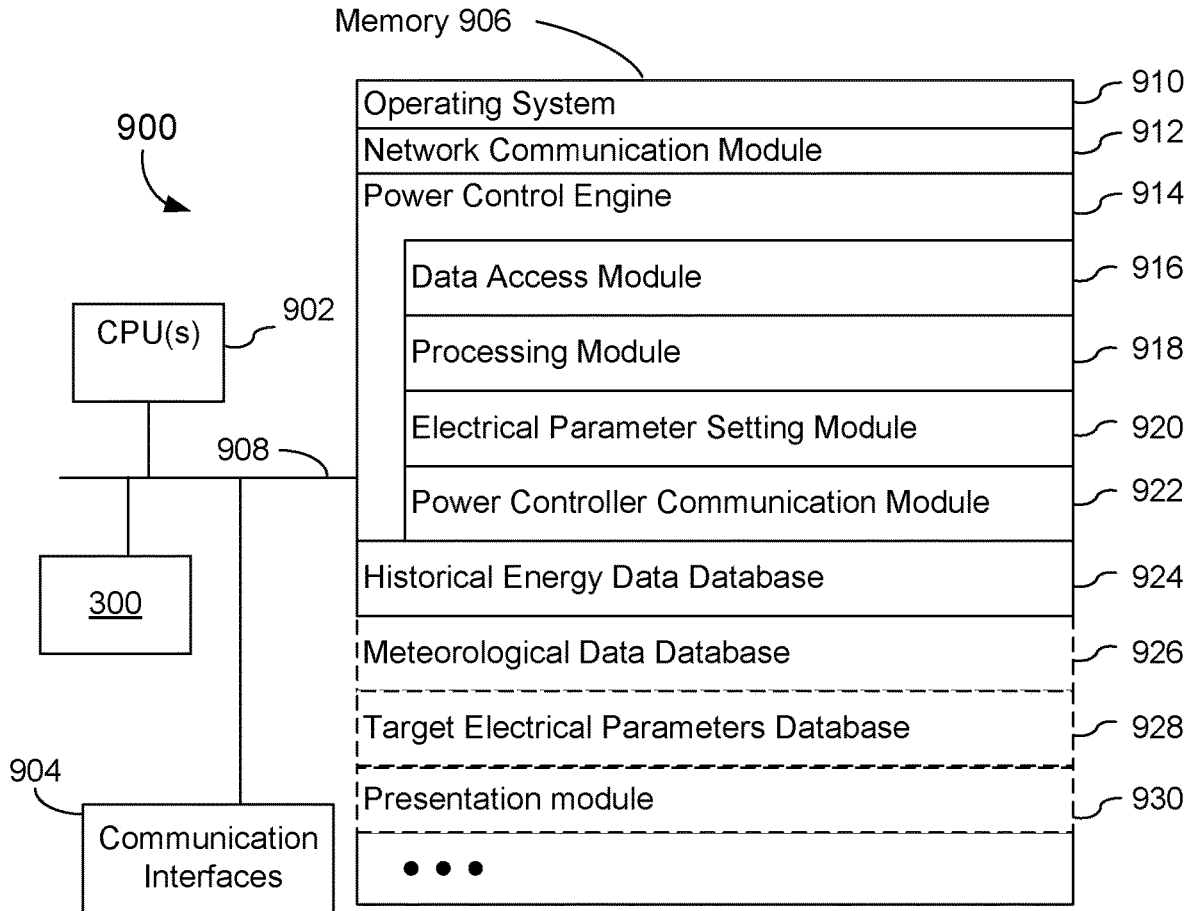 Memory 906
Operating System
910
900
Network Communication Module
912
Power Control Engine
914
Data Access Module
916
CPU(s)
902
Processing Module
918
Electrical Parameter Setting Module
920
908
Power Controller Communication Module
922
300
Historical Energy Data Database
924
Meteorological Data Database
926
Target Electrical Parameters Database
928
904
Presentation module
930
Communication
Interfaces